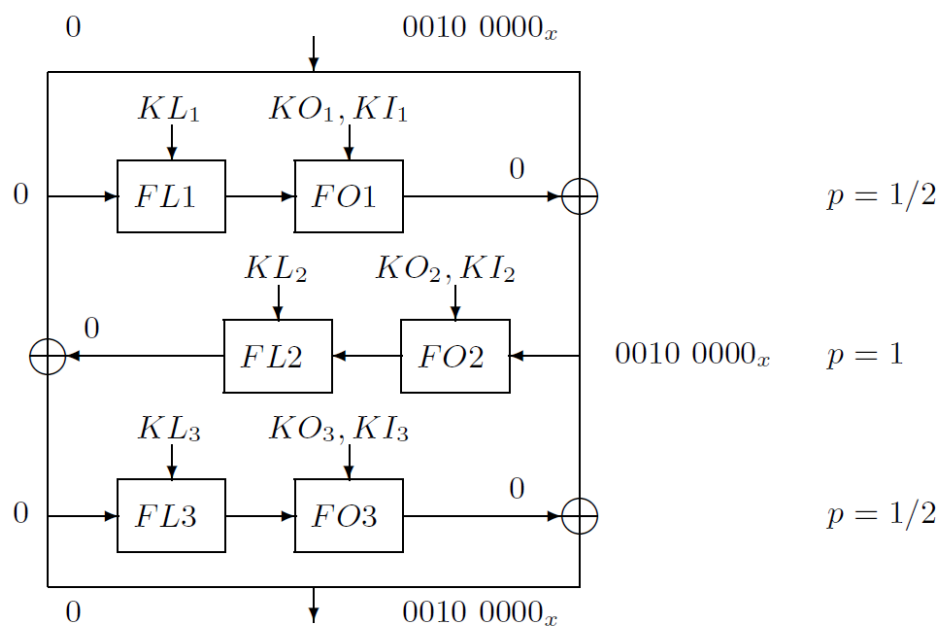 0 0010 0000ₓ
KL₁ KO₁, KI₁
0 FL1 FO1 0 p = 1/2
KL₂ KO₂, KI₂
0 FL2 FO2 0010 0000ₓ p = 1
KL₃ KO₃, KI₃
0 FL3 FO3 0 p = 1/2
0 0010 0000ₓ